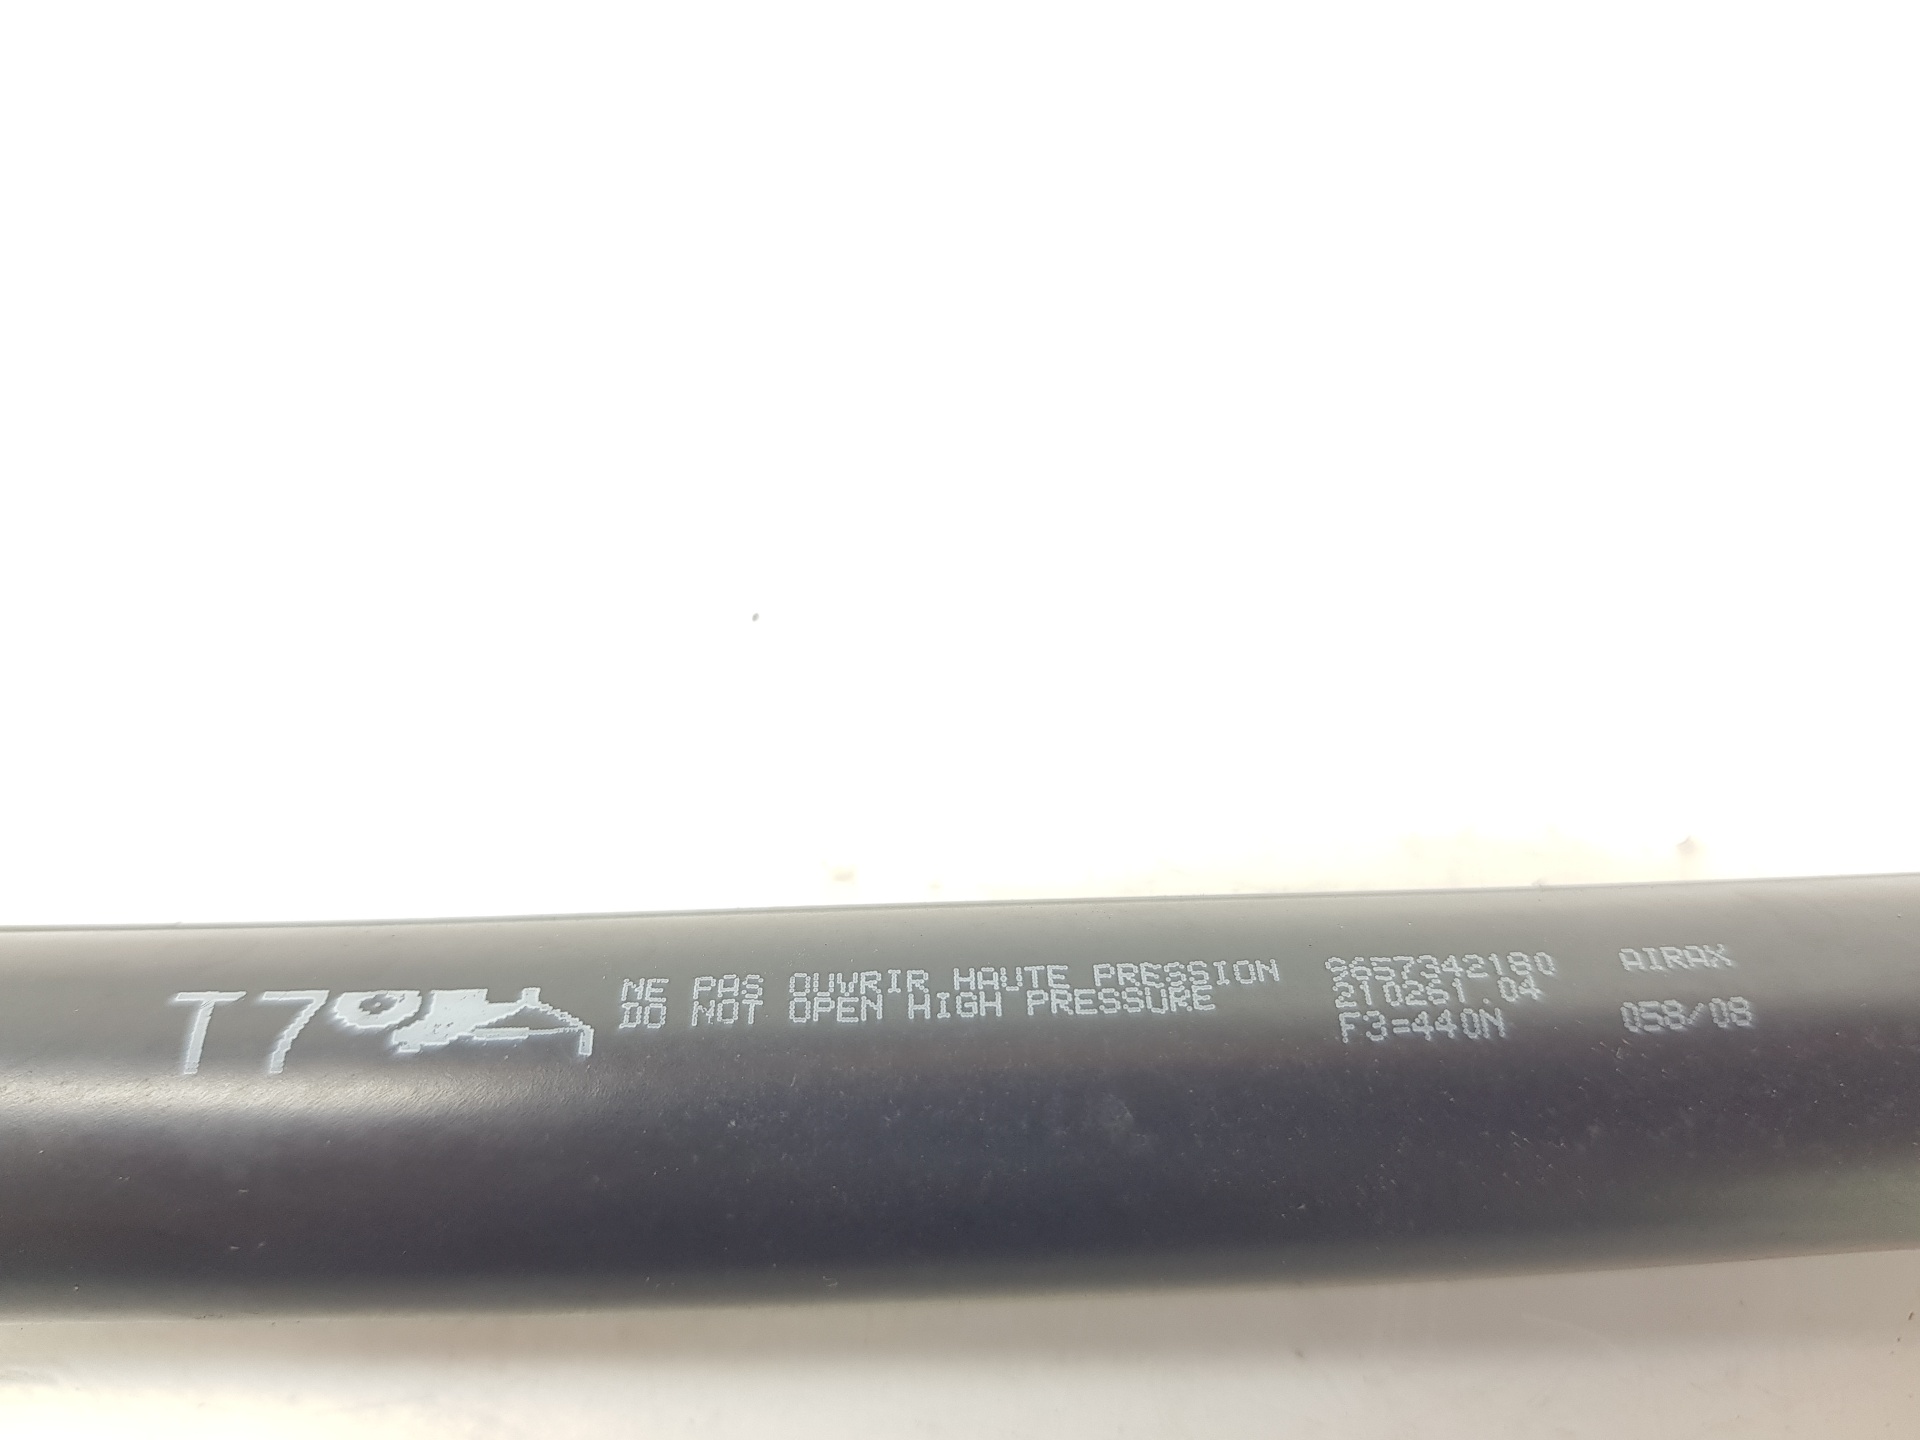 T7
NE PAS OUVRIR HAUTE PRESSION
DO NOT OPEN HIGH PRESSURE
9657342180
210261.04
F3=440N
AIRAX
058/08